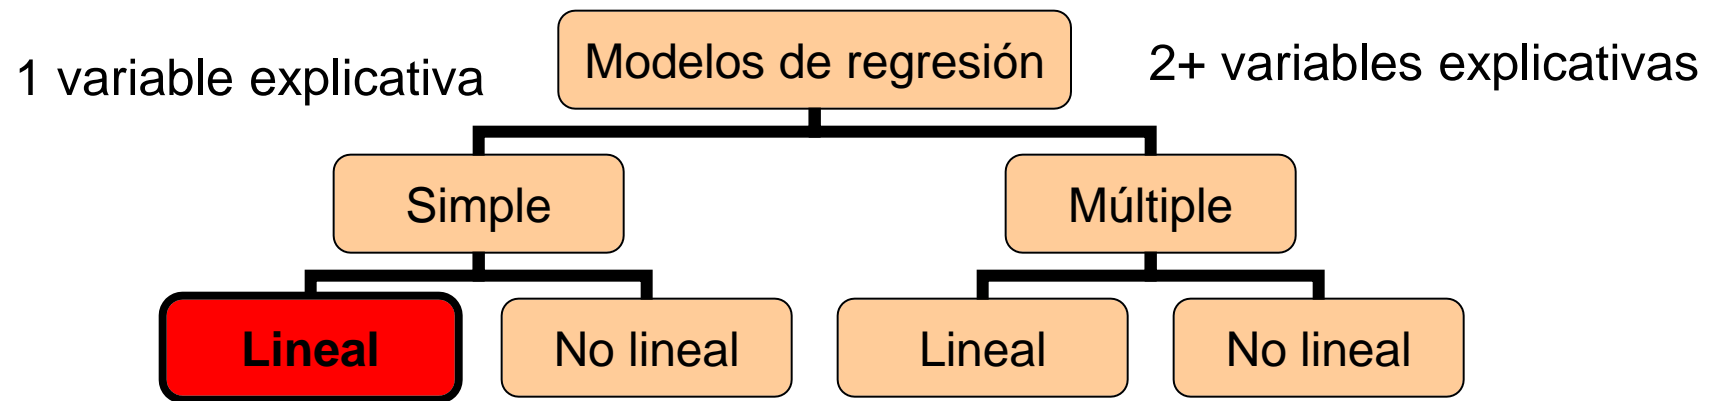 Modelos de regresión
1 variable explicativa
2+ variables explicativas
Simple
Múltiple
Lineal
No lineal
Lineal
No lineal